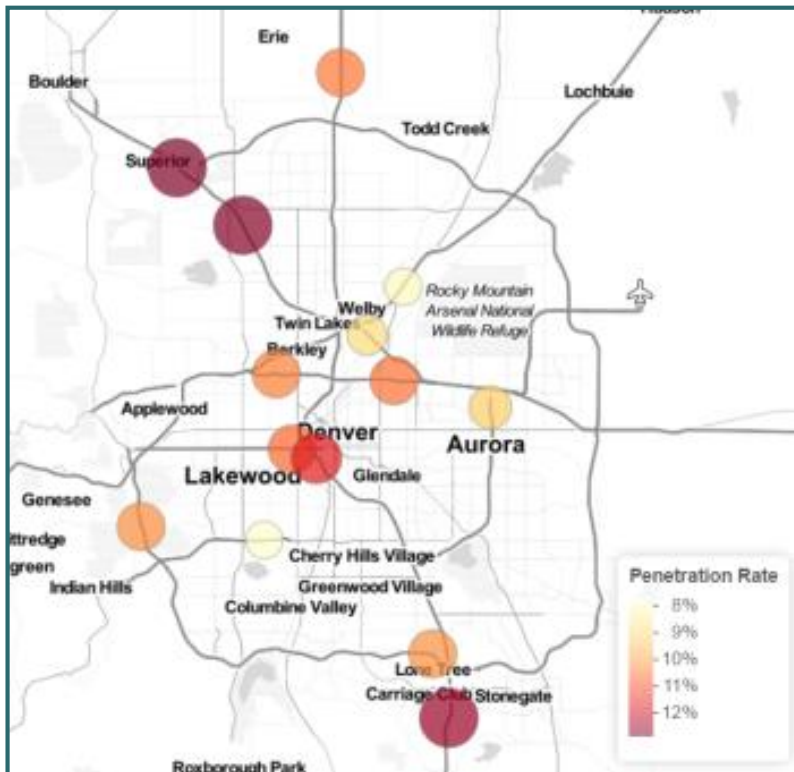 Erie
Boulder
Lochbuie
Todd Creek
Superior
Rocky Mountain
Arsenal National
Wildlife Refuge
Welby
Twin Lakes
Berkley
Applewood
Denver
Aurora
Lakewood
Glendale
Genesee
ittredge
green
Indian Hills
Cherry Hills Village
Greenwood Village
Columbine Valley
Lone Tree
Carriage Club Stonegate
Roxborough Park
Penetration Rate
8%
9%
10%
11%
12%